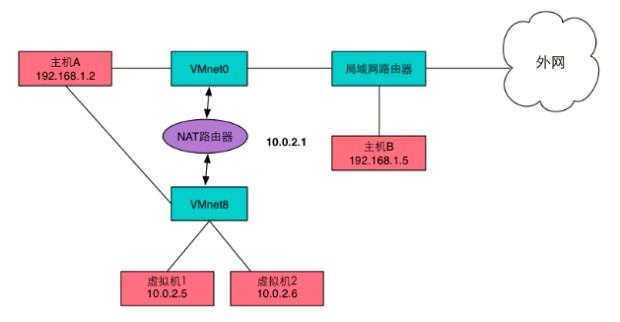 主机A
192.168.1.2
VMnet0
局域网路由器
外网
NAT路由器
10.0.2.1
主机B
192.168.1.5
VMnet8
虚拟机1
10.0.2.5
虚拟机2
10.0.2.6